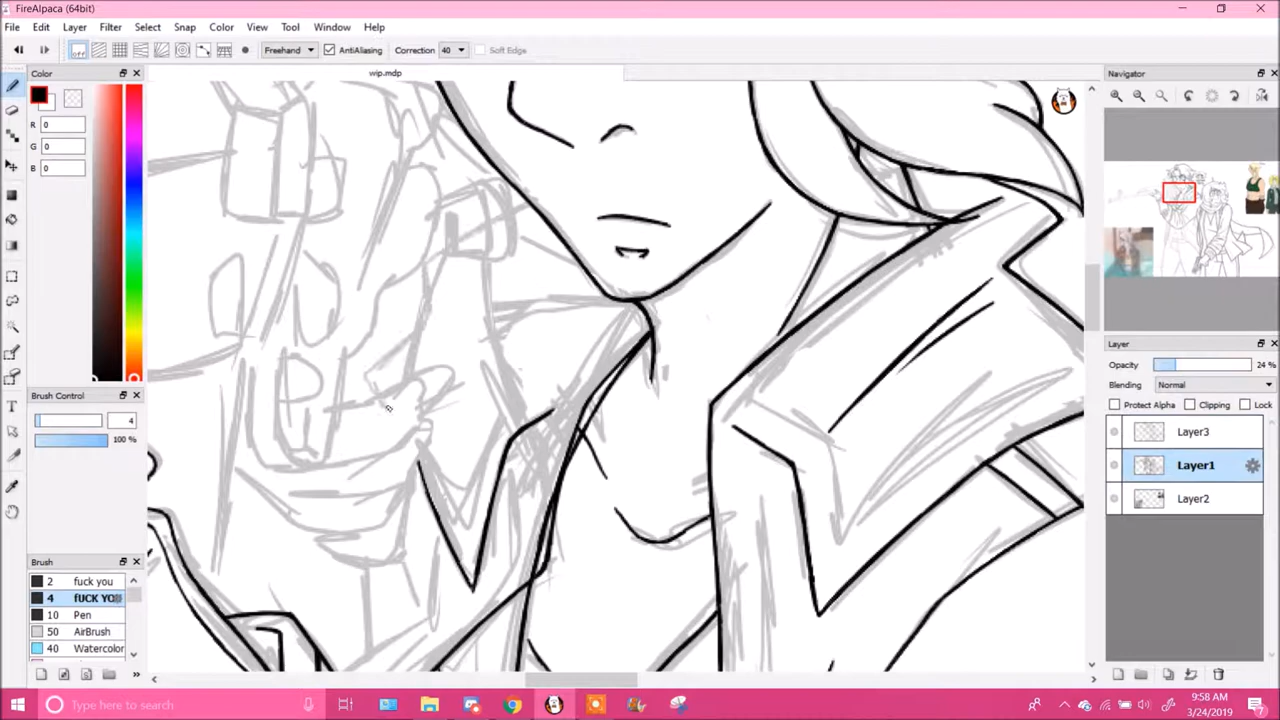 FireAlpaca (64bit)
File Edit Layer Filter Select Snap Color View Tool Window Help
off Freehand AntiAliasing Correction 40 Soft Edges
Color wip.mdp Navigator
R 0
G 0
B 0
Layer
Opacity 24 %
Blending Normal
Brush Control
Protect Alpha Clipping Lock
4
100 %
Layer3
Layer1
Layer2
Brush
2 fuck you
4 fUCK YO
10 Pen
50 AirBrush
40 Watercolor
Type here to search
9:58 AM
3/24/2019
7